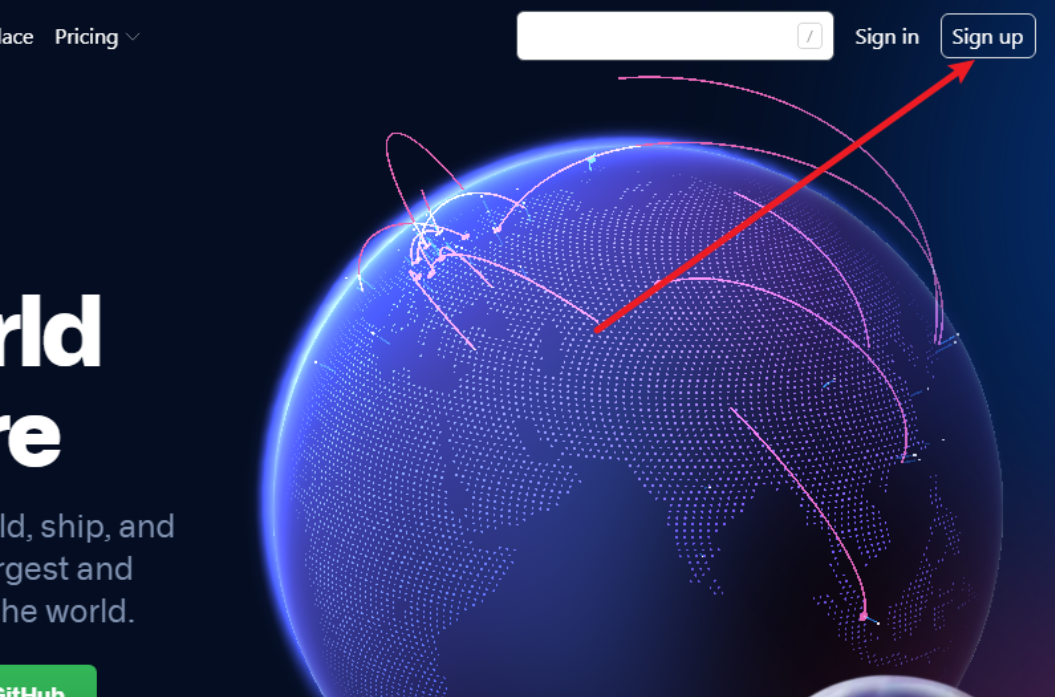 lace Pricing / Sign in Sign up
rld
re
ld, ship, and
rgest and
he world.
GitHub